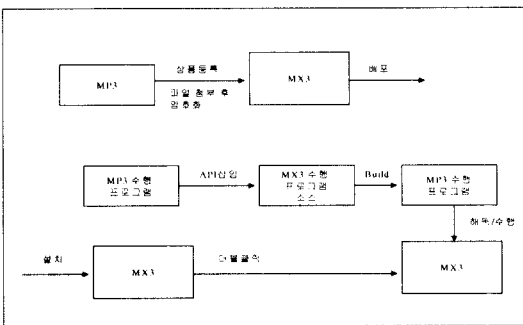 상품등록
배포
MP3
MX3
파일 첨부 후
암호화
MP3 수행
프로그램
API삽입
MX3 수행
프로그램
소스
Build
MP3 수행
프로그램
해독/수행
설치
MX3
더블클릭
MX3